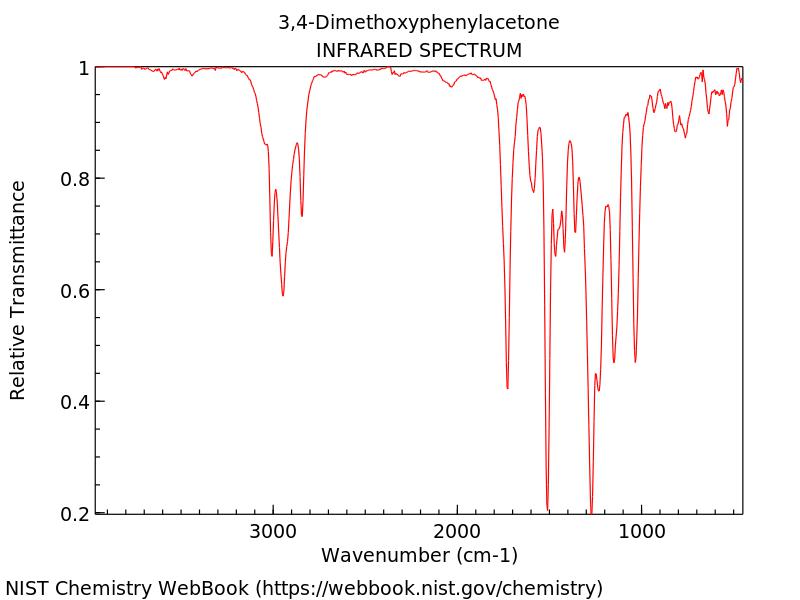 3,4-Dimethoxyphenylacetone
INFRARED SPECTRUM
1
0.8
0.6
0.4
0.2
Relative Transmittance
3000 2000 1000
Wavenumber (cm-1)
NIST Chemistry WebBook (https://webbook.nist.gov/chemistry)